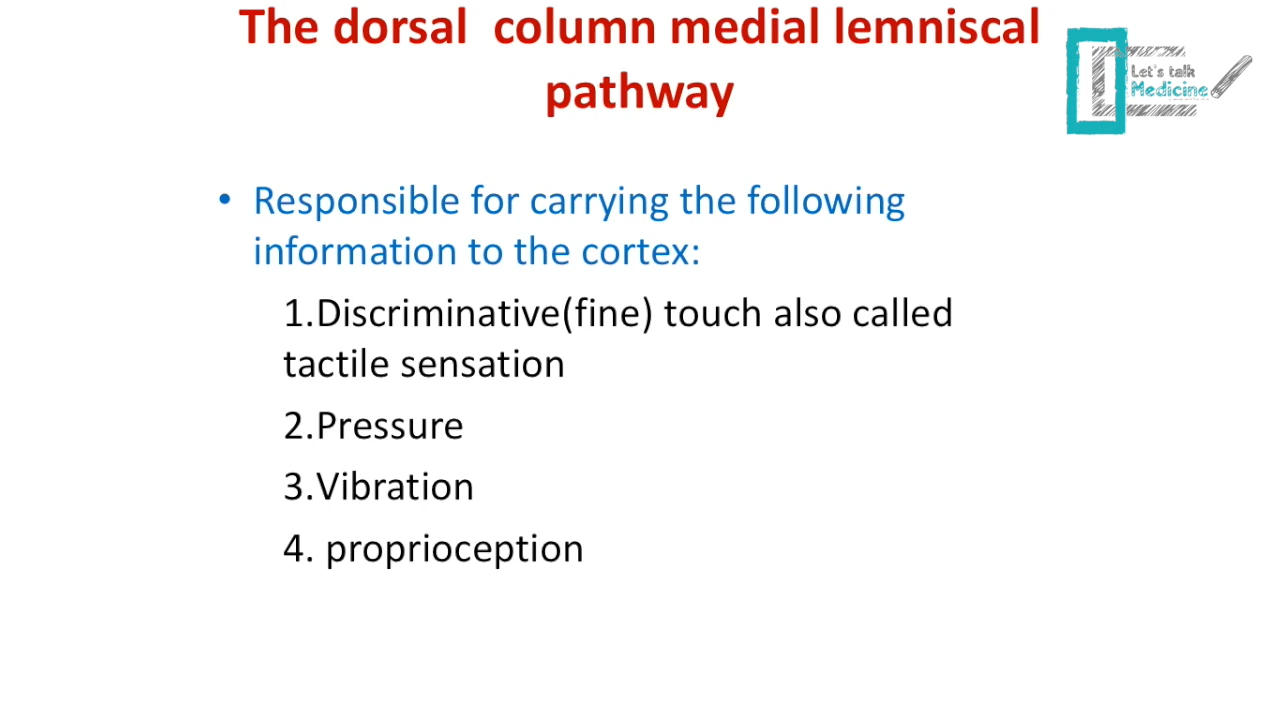 The dorsal  column medial lemniscal
pathway
Let's talk
Medicine
• Responsible for carrying the following
information to the cortex:
1.Discriminative(fine) touch also called
tactile sensation
2.Pressure
3.Vibration
4. proprioception